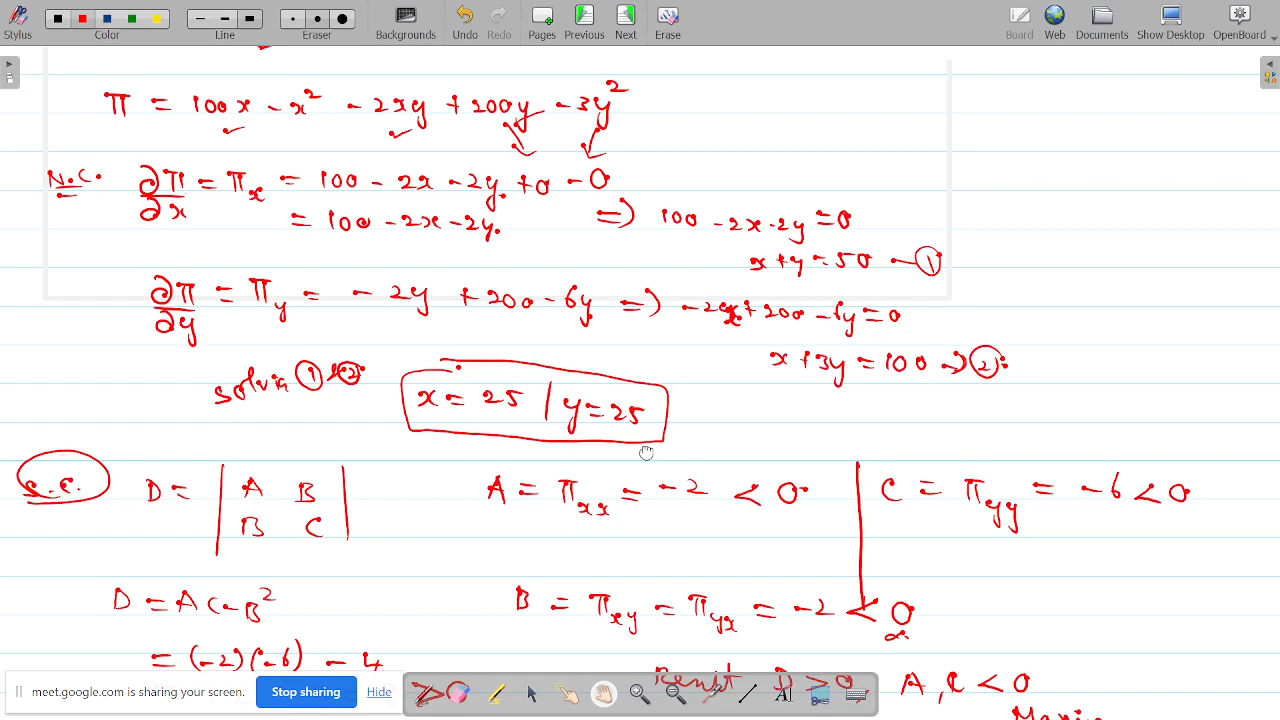 Stylus Color Line Eraser Backgrounds Undo Redo Pages Previous Next Erase Board Web Documents Show Desktop OpenBoard
π = 100x - x² - 2xy + 200y - 3y²
N.C. ∂π/∂x = πx = 100 - 2x - 2y + 0 - 0
= 100 - 2x - 2y. => 100 - 2x - 2y = 0
x + y = 50 — ①
∂π/∂y = πy = - 2y + 200 - 6y => -2x + 200 - 6y = 0
x + 3y = 100 → ②
solvin ① & ②
x = 25 | y = 25
S.C. D = | A B | A = πxx = -2 < 0 C = πyy = -6 < 0
| B C |
D = AC - B² B = πxy = πyx = -2 < 0
= (-2)(-6) - 4
Result D > 0 A, C < 0
meet.google.com is sharing your screen Stop sharing Hide